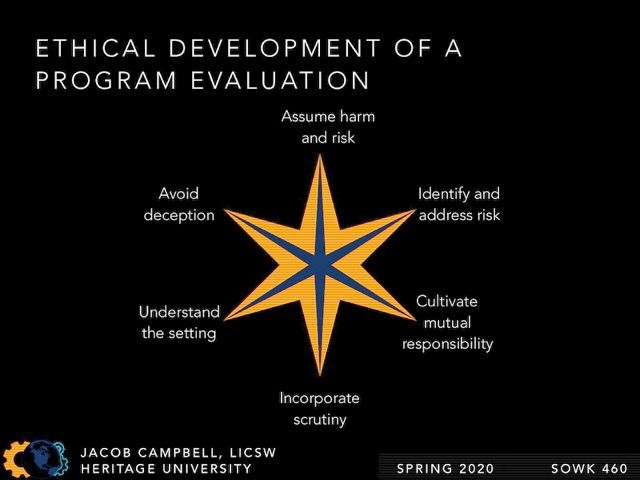 ETHICAL DEVELOPMENT OF A
PROGRAM EVALUATION
Assume harm
and risk
Avoid
deception
Identify and
address risk
Understand
the setting
Cultivate
mutual
responsibility
Incorporate
scrutiny
JACOB CAMPBELL, LICSW
HERITAGE UNIVERSITY
SPRING 2020
SOWK 460